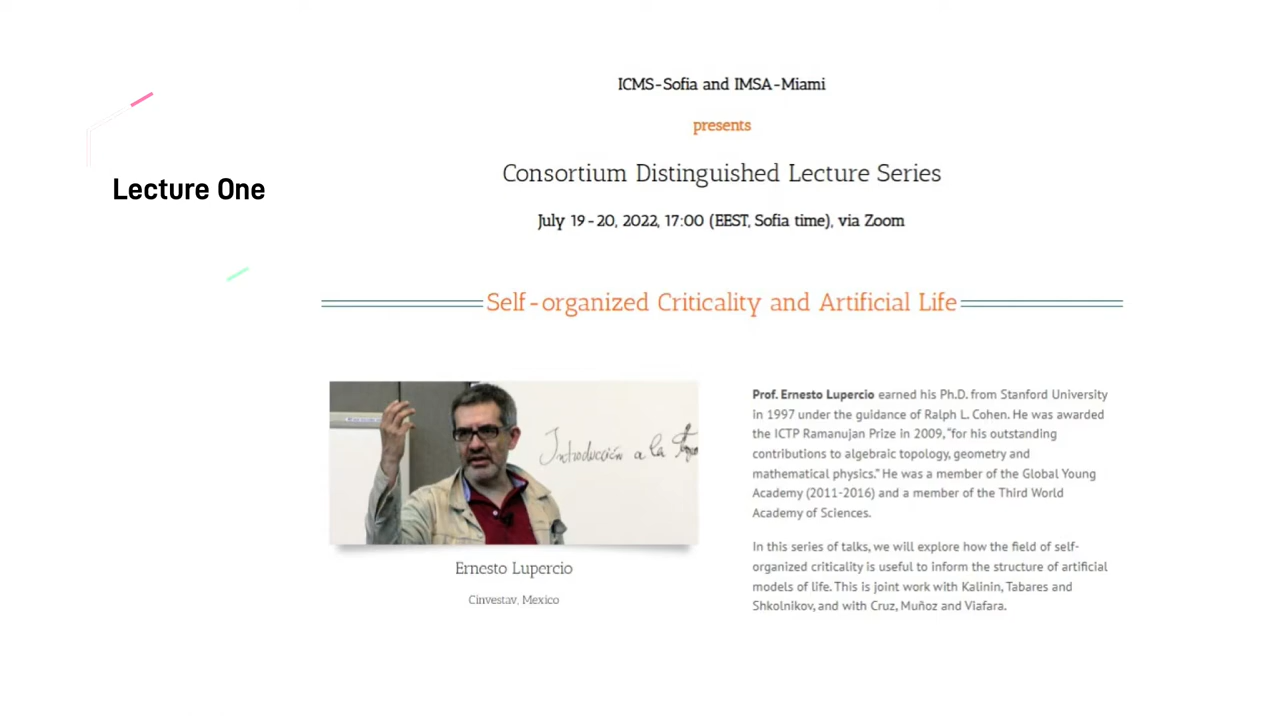 ICMS-Sofia and IMSA-Miami
presents
Lecture One
Consortium Distinguished Lecture Series
July 19-20, 2022, 17:00 (EEST, Sofia time), via Zoom
Self-organized Criticality and Artificial Life
Introducción a la
Ernesto Lupercio
Cinvestav, Mexico
Prof. Ernesto Lupercio earned his Ph.D. from Stanford University
in 1997 under the guidance of Ralph L. Cohen. He was awarded
the ICTP Ramanujan Prize in 2009, “for his outstanding
contributions to algebraic topology, geometry and
mathematical physics.” He was a member of the Global Young
Academy (2011-2016) and a member of the Third World
Academy of Sciences.
In this series of talks, we will explore how the field of self-
organized criticality is useful to inform the structure of artificial
models of life. This is joint work with Kalinin, Tabares and
Shkolnikov, and with Cruz, Muñoz and Viafara.